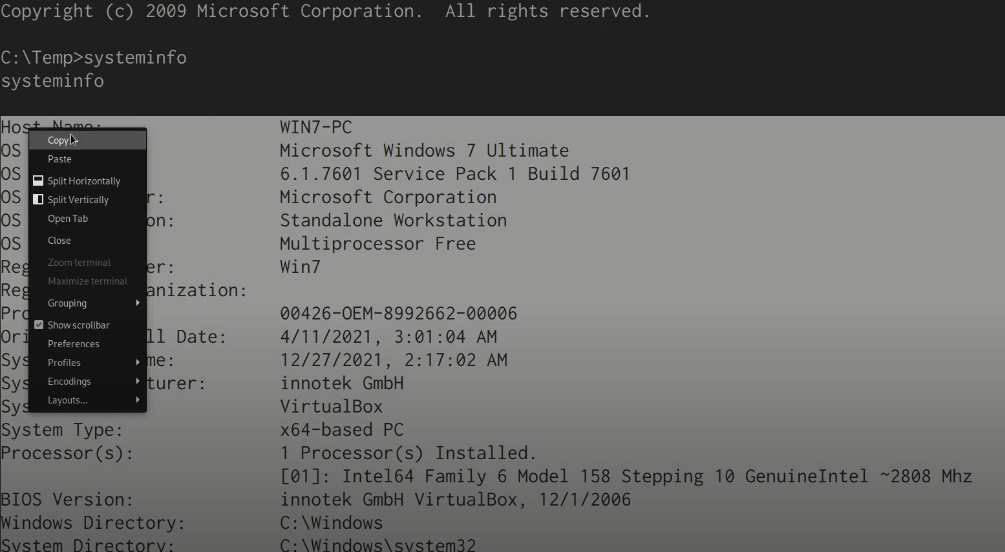 Copyright (c) 2009 Microsoft Corporation.  All rights reserved.
C:\Temp>systeminfo
systeminfo
Host Name: WIN7-PC
OS Microsoft Windows 7 Ultimate
OS 6.1.7601 Service Pack 1 Build 7601
OS r: Microsoft Corporation
OS on: Standalone Workstation
OS Multiprocessor Free
Reg er: Win7
Reg anization:
Pro 00426-OEM-8992662-00006
Ori ll Date: 4/11/2021, 3:01:04 AM
Sys me: 12/27/2021, 2:17:02 AM
Sys turer: innotek GmbH
Sys VirtualBox
System Type: x64-based PC
Processor(s): 1 Processor(s) Installed.
[01]: Intel64 Family 6 Model 158 Stepping 10 GenuineIntel ~2808 Mhz
BIOS Version: innotek GmbH VirtualBox, 12/1/2006
Windows Directory: C:\Windows
System Directory: C:\Windows\system32
Copy
Paste
Split Horizontally
Split Vertically
Open Tab
Close
Zoom terminal
Maximize terminal
Grouping
Show scrollbar
Preferences
Profiles
Encodings
Layouts...